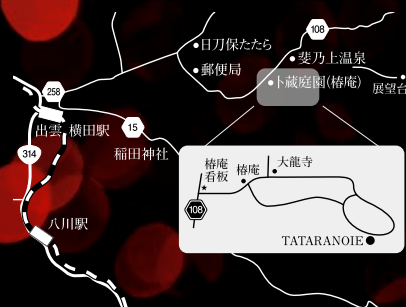 108
日刀保たたら
斐乃上温泉
郵便局
卜蔵庭園(椿庵)
展望台
258
出雲 横田駅
15
314
稲田神社
椿庵
看板
椿庵
大龍寺
108
八川駅
TATARANOIE